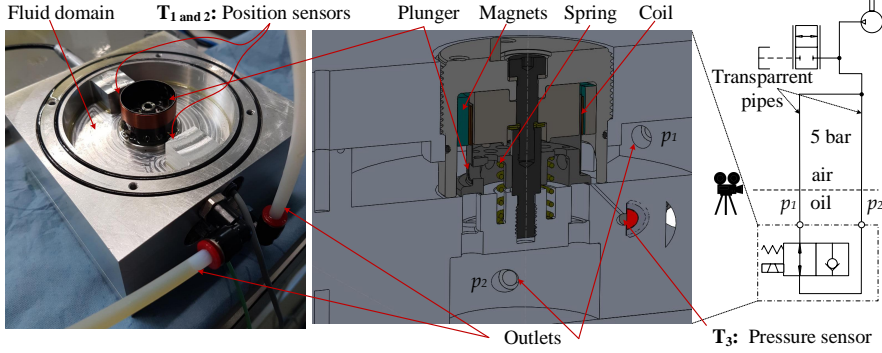 Fluid domain
T1 and 2: Position sensors
Plunger
Magnets
Spring
Coil
Transparrent
pipes
5 bar
air
oil
p1
p2
p1
p2
Outlets
T3: Pressure sensor